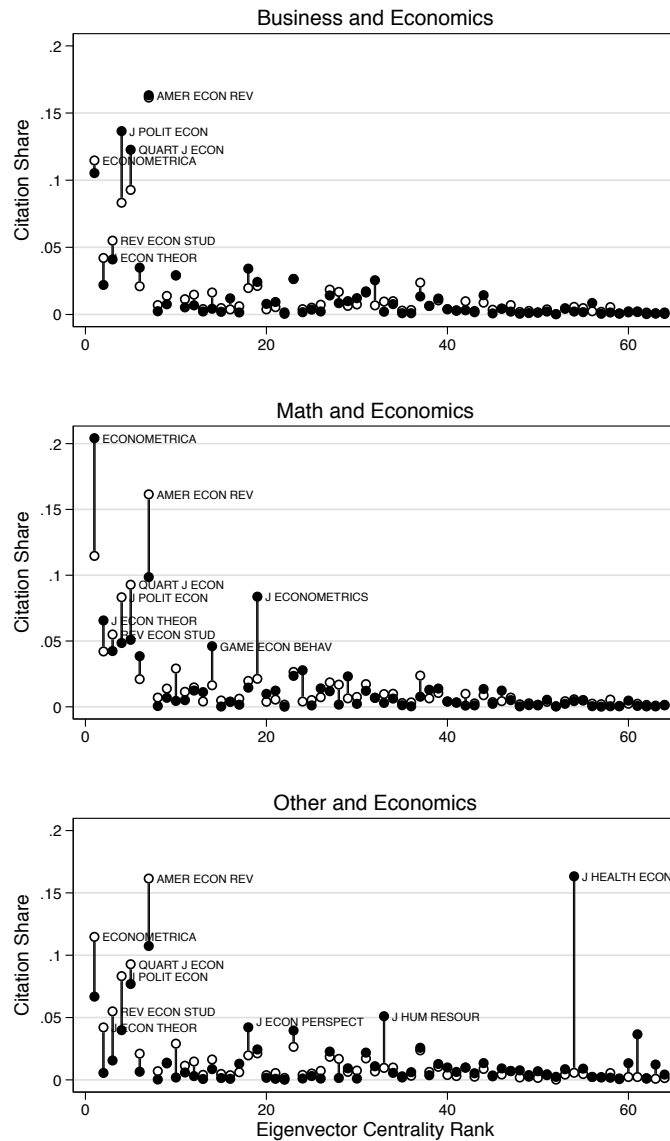 Business and Economics
.2
AMER ECON REV
.15
J POLIT ECON
QUART J ECON
ECONOMETRICA
.1
REV ECON STUD
.05
J ECON THEOR
0
Citation Share
0 20 40 60
Math and Economics
.2
ECONOMETRICA
AMER ECON REV
.15
.1
QUART J ECON
J POLIT ECON
J ECONOMETRICS
J ECON THEOR
REV ECON STUD
.05
GAME ECON BEHAV
0
Citation Share
0 20 40 60
Other and Economics
.2
AMER ECON REV
J HEALTH ECON
.15
ECONOMETRICA
.1
QUART J ECON
J POLIT ECON
REV ECON STUD
J HUM RESOUR
.05
J ECON THEOR
J ECON PERSPECT
0
Citation Share
0 20 40 60
Eigenvector Centrality Rank